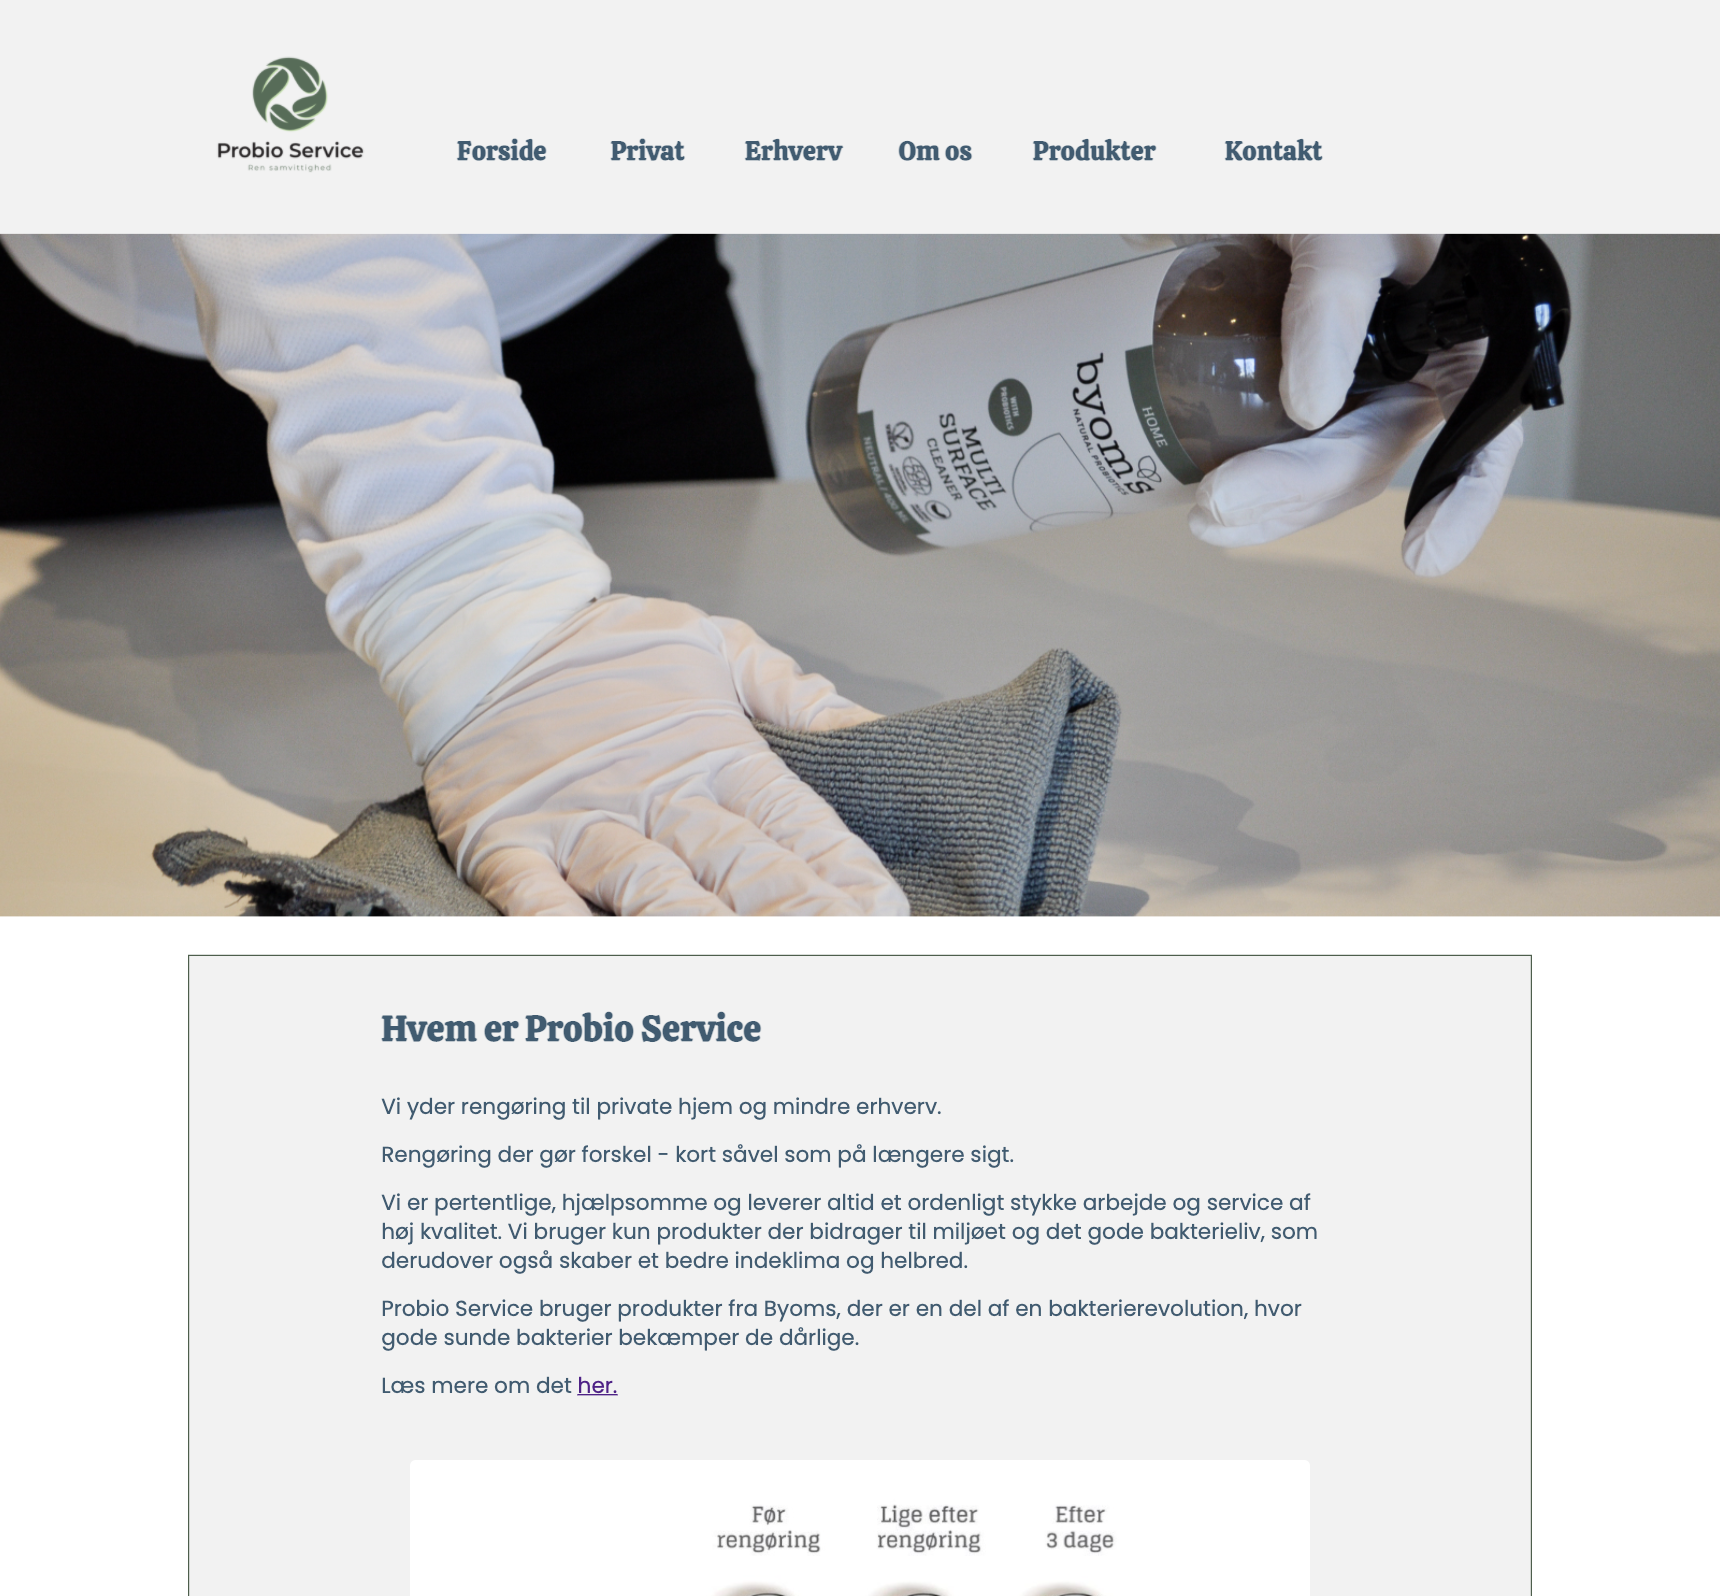 Probio Service
Ren samvittighed
Forside Privat Erhverv Om os Produkter Kontakt
HOME
byoms
NATURAL PROBIOTICS
WITH PROBIOTICS
MULTI
SURFACE
CLEANER
NEUTRAL / 400 ML
Hvem er Probio Service
Vi yder rengøring til private hjem og mindre erhverv.
Rengøring der gør forskel - kort såvel som på længere sigt.
Vi er pertentlige, hjælpsomme og leverer altid et ordenligt stykke arbejde og service af
høj kvalitet. Vi bruger kun produkter der bidrager til miljøet og det gode bakterieliv, som
derudover også skaber et bedre indeklima og helbred.
Probio Service bruger produkter fra Byoms, der er en del af en bakterierevolution, hvor
gode sunde bakterier bekæmper de dårlige.
Læs mere om det her.
Før Lige efter Efter
rengøring rengøring 3 dage